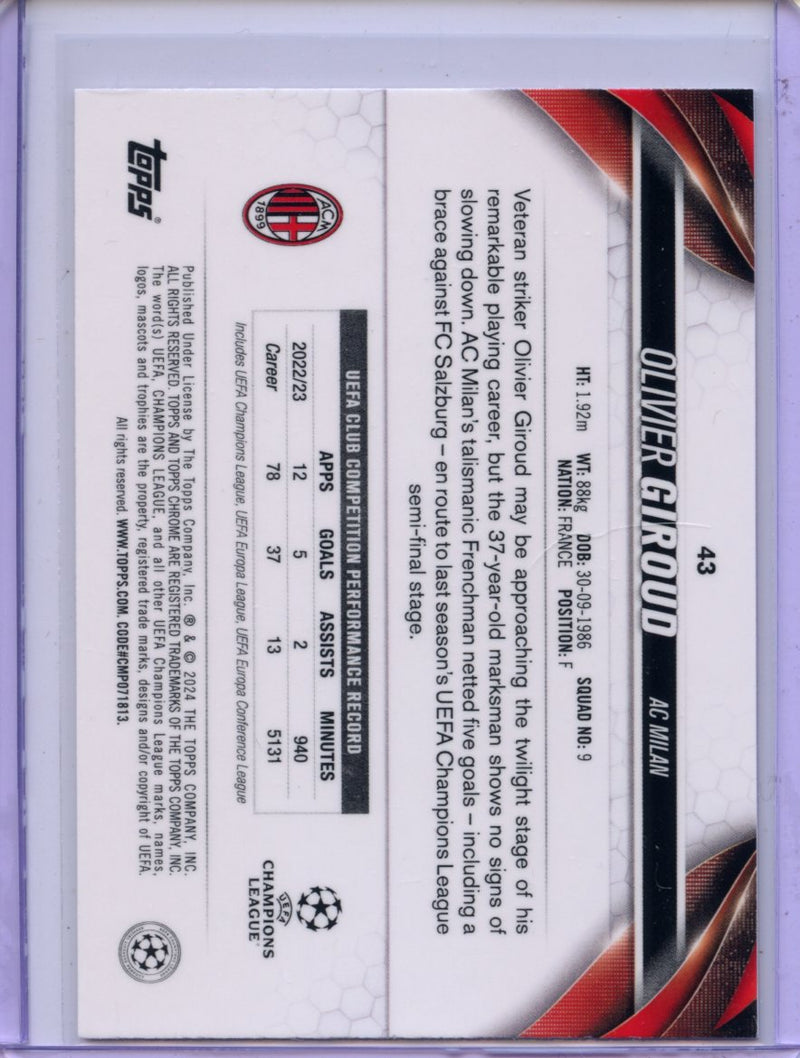 43
OLIVIER GIROUD AC MILAN
HT: 1.92m WT: 88kg DOB: 30-09-1986 SQUAD NO: 9
NATION: FRANCE POSITION: F
Veteran striker Olivier Giroud may be approaching the twilight stage of his
remarkable playing career, but the 37-year-old marksman shows no signs of
slowing down. AC Milan's talismanic Frenchman netted five goals – including a
brace against FC Salzburg – en route to last season's UEFA Champions League
semi-final stage.
UEFA CLUB COMPETITION PERFORMANCE RECORD
APPS GOALS ASSISTS MINUTES
2022/23 12 5 2 940
Career 78 37 13 5131
Includes UEFA Champions League, UEFA Europa League, UEFA Europa Conference League
ACM
1899
UEFA
CHAMPIONS
LEAGUE
topps®
Published Under License by The Topps Company, Inc. ® & © 2024 THE TOPPS COMPANY, INC.
ALL RIGHTS RESERVED. TOPPS AND TOPPS CHROME ARE REGISTERED TRADEMARKS OF THE TOPPS COMPANY, INC.
The word(s) UEFA, CHAMPIONS LEAGUE, and all other UEFA Champions League marks, names,
logos, mascots and trophies are the property, registered trade marks, designs and/or copyright of UEFA.
All rights reserved. WWW.TOPPS.COM. CODE#CMP071813.